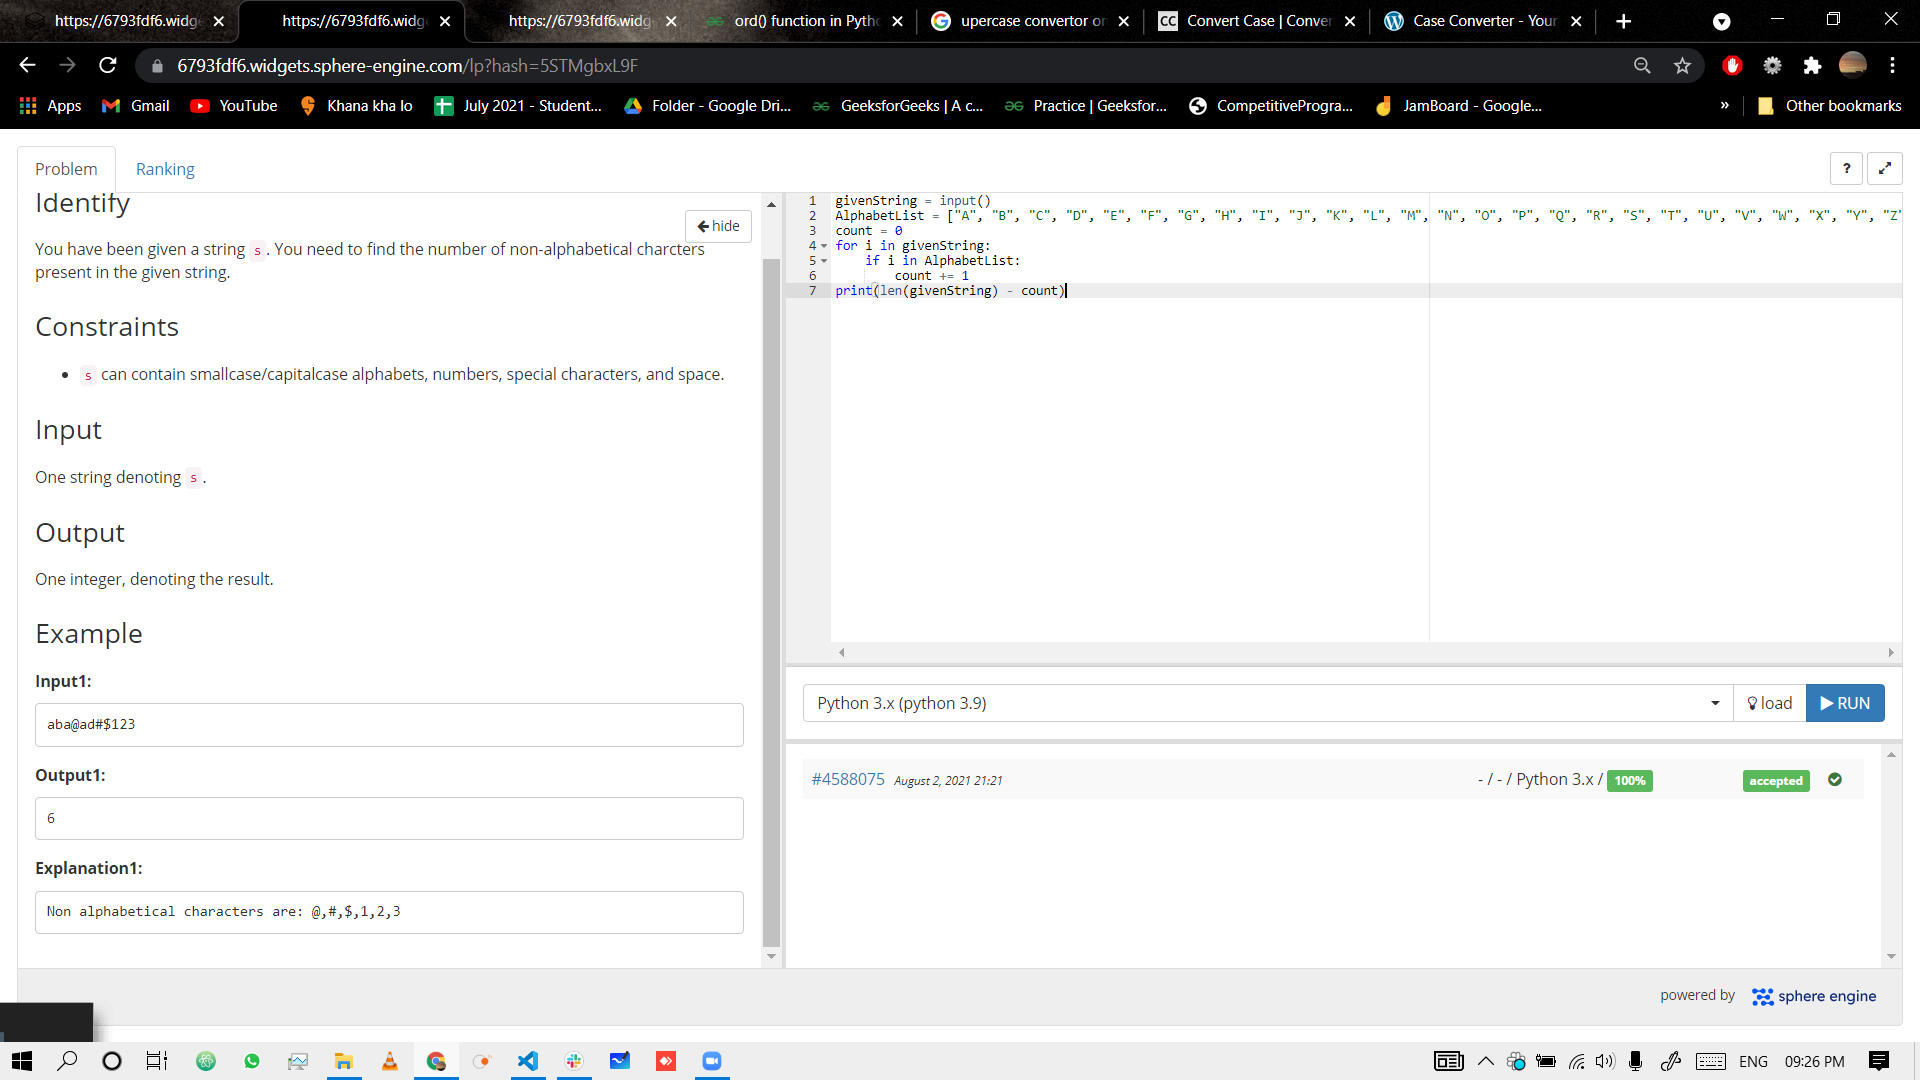 https://6793fdf6.widge
https://6793fdf6.widg
https://6793fdf6.widg
ord() function in Pytho
upercase convertor or
CC Convert Case | Conver
Case Converter - Your
6793fdf6.widgets.sphere-engine.com/lp?hash=5STMgbxL9F
Apps
Gmail
YouTube
Khana kha lo
July 2021 - Student...
Folder - Google Dri...
GeeksforGeeks | A c...
Practice | Geeksfor...
CompetitiveProgra...
JamBoard - Google...
»
Other bookmarks
Problem
Ranking
?
Identify
hide
You have been given a string s. You need to find the number of non-alphabetical charcters
present in the given string.
Constraints
• s can contain smallcase/capitalcase alphabets, numbers, special characters, and space.
Input
One string denoting s.
Output
One integer, denoting the result.
Example
Input1:
aba@ad#$123
Output1:
6
Explanation1:
Non alphabetical characters are: @,#,$,1,2,3
1 givenString = input()
2 AlphabetList = ["A", "B", "C", "D", "E", "F", "G", "H", "I", "J", "K", "L", "M", "N", "O", "P", "Q", "R", "S", "T", "U", "V", "W", "X", "Y", "Z"
3 count = 0
4 for i in givenString:
5     if i in AlphabetList:
6         count += 1
7 print(len(givenString) - count)
Python 3.x (python 3.9)
load
RUN
#4588075 August 2, 2021 21:21
- / - / Python 3.x / 100%
accepted
powered by sphere engine
ENG
09:26 PM